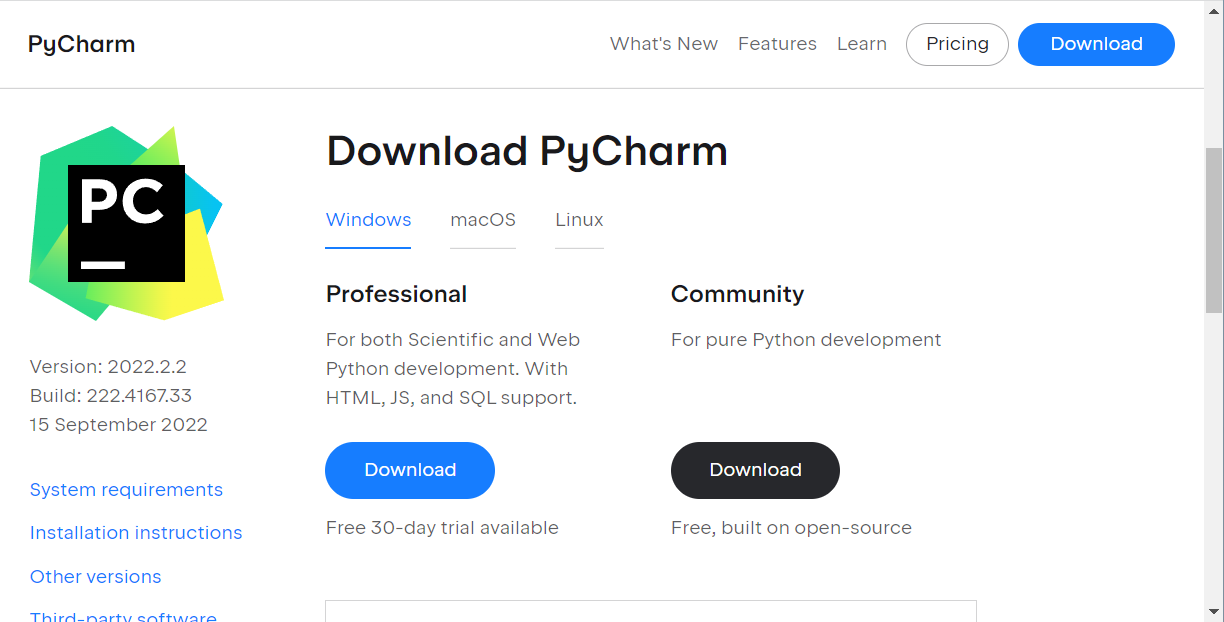 PyCharm
What's New
Features
Learn
Pricing
Download
PC
Download PyCharm
Windows
macOS
Linux
Professional
For both Scientific and Web
Python development. With
HTML, JS, and SQL support.
Download
Free 30-day trial available
Community
For pure Python development
Download
Free, built on open-source
Version: 2022.2.2
Build: 222.4167.33
15 September 2022
System requirements
Installation instructions
Other versions
Third-party software